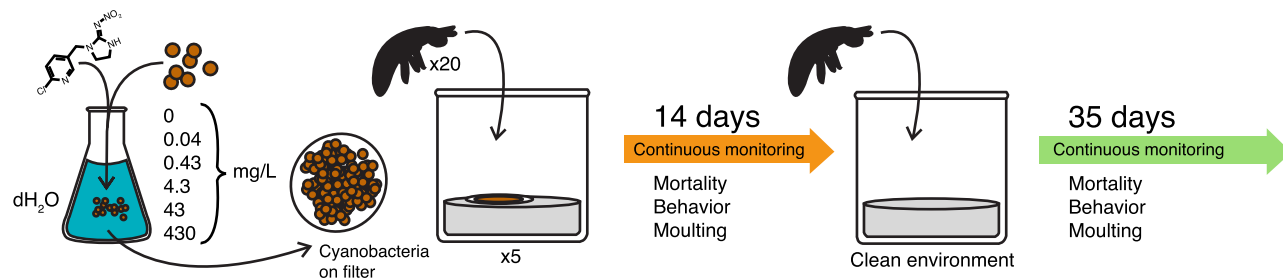 N
NO₂
N
N
NH
Cl
N
dH₂O
0
0.04
0.43
4.3
43
430
mg/L
Cyanobacteria
on filter
x20
x5
14 days
Continuous monitoring
Mortality
Behavior
Moulting
Clean environment
35 days
Continuous monitoring
Mortality
Behavior
Moulting